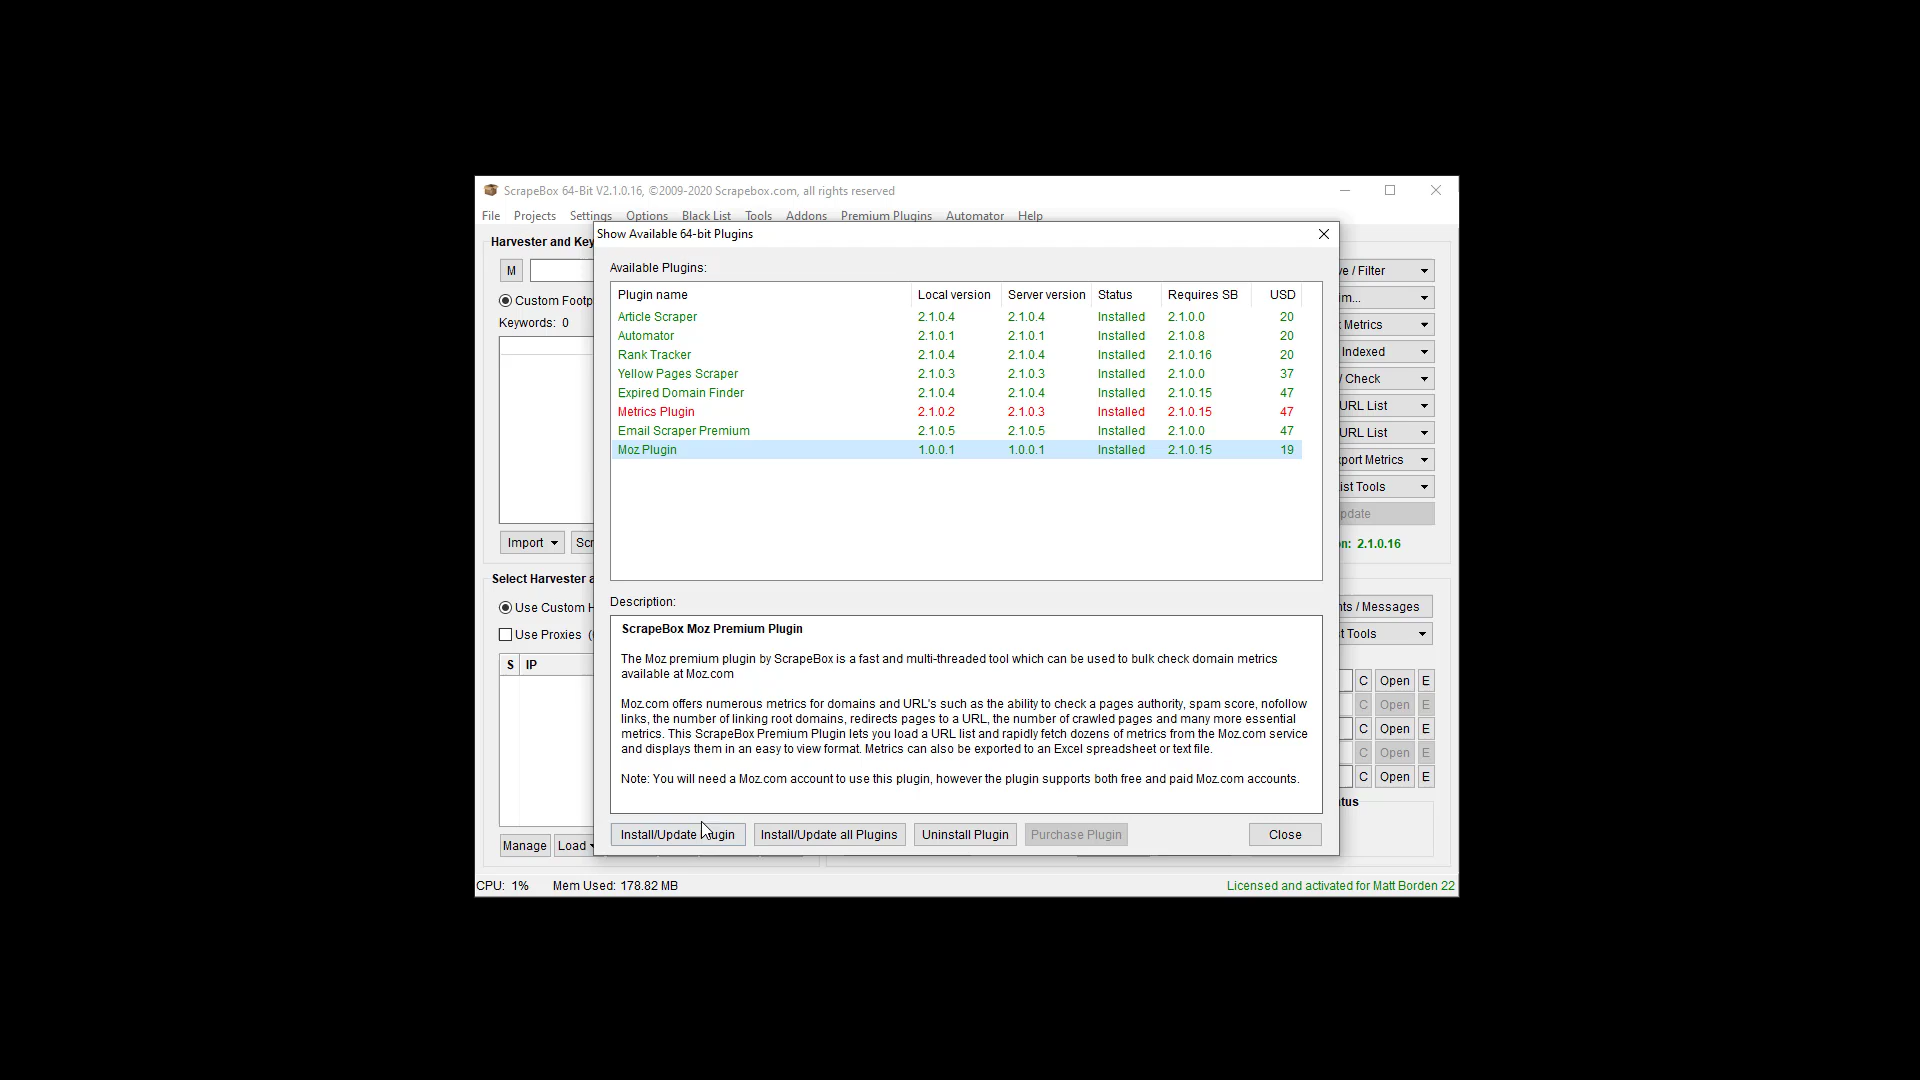 ScrapeBox 64-Bit V2.1.0.16, ©2009-2020 Scrapebox.com, all rights reserved
File Projects Settings Options Black List Tools Addons Premium Plugins Automator Help
Harvester and Key
Show Available 64-bit Plugins
M
Custom Footp
Keywords: 0
Import
Scr
Select Harvester a
Use Custom H
Use Proxies (
S IP
Manage Load
Available Plugins:
Plugin name Local version Server version Status Requires SB USD
Article Scraper 2.1.0.4 2.1.0.4 Installed 2.1.0.0 20
Automator 2.1.0.1 2.1.0.1 Installed 2.1.0.8 20
Rank Tracker 2.1.0.4 2.1.0.4 Installed 2.1.0.16 20
Yellow Pages Scraper 2.1.0.3 2.1.0.3 Installed 2.1.0.0 37
Expired Domain Finder 2.1.0.4 2.1.0.4 Installed 2.1.0.15 47
Metrics Plugin 2.1.0.2 2.1.0.3 Installed 2.1.0.15 47
Email Scraper Premium 2.1.0.5 2.1.0.5 Installed 2.1.0.0 47
Moz Plugin 1.0.0.1 1.0.0.1 Installed 2.1.0.15 19
Description:
ScrapeBox Moz Premium Plugin
The Moz premium plugin by ScrapeBox is a fast and multi-threaded tool which can be used to bulk check domain metrics
available at Moz.com
Moz.com offers numerous metrics for domains and URL's such as the ability to check a pages authority, spam score, nofollow
links, the number of linking root domains, redirects pages to a URL, the number of crawled pages and many more essential
metrics. This ScrapeBox Premium Plugin lets you load a URL list and rapidly fetch dozens of metrics from the Moz.com service
and displays them in an easy to view format. Metrics can also be exported to an Excel spreadsheet or text file.
Note: You will need a Moz.com account to use this plugin, however the plugin supports both free and paid Moz.com accounts.
Install/Update Plugin Install/Update all Plugins Uninstall Plugin Purchase Plugin Close
ve / Filter
im...
Metrics
Indexed
/ Check
URL List
URL List
port Metrics
ist Tools
pdate
n: 2.1.0.16
nts / Messages
t Tools
C Open E
C Open E
C Open E
C Open E
C Open E
tus
CPU: 1% Mem Used: 178.82 MB
Licensed and activated for Matt Borden 22